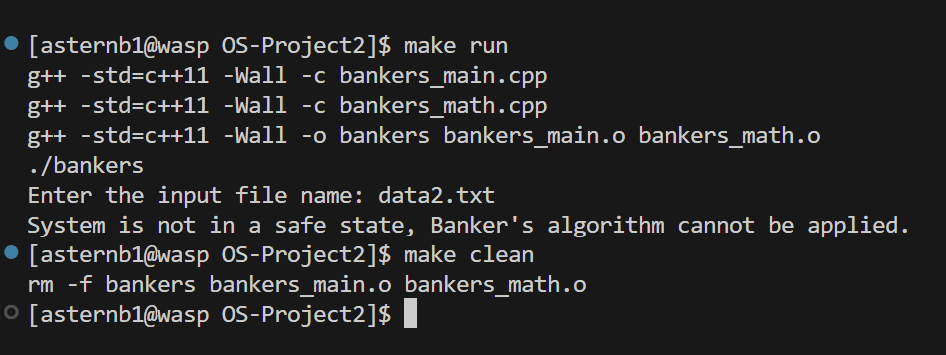 [asternb1@wasp OS-Project2]$ make run
g++ -std=c++11 -Wall -c bankers_main.cpp
g++ -std=c++11 -Wall -c bankers_math.cpp
g++ -std=c++11 -Wall -o bankers bankers_main.o bankers_math.o
./bankers
Enter the input file name: data2.txt
System is not in a safe state, Banker's algorithm cannot be applied.
[asternb1@wasp OS-Project2]$ make clean
rm -f bankers bankers_main.o bankers_math.o
[asternb1@wasp OS-Project2]$